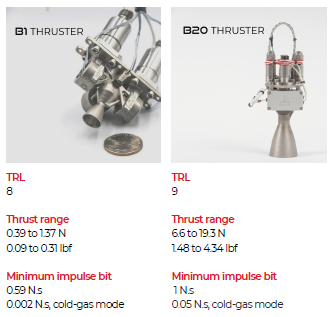 B1 THRUSTER
TRL
8
Thrust range
0.39 to 1.37 N
0.09 to 0.31 lbf
Minimum impulse bit
0.59 N.s
0.002 N.s, cold-gas mode
B20 THRUSTER
TRL
9
Thrust range
6.6 to 19.3 N
1.48 to 4.34 lbf
Minimum impulse bit
1 N.s
0.05 N.s, cold-gas mode